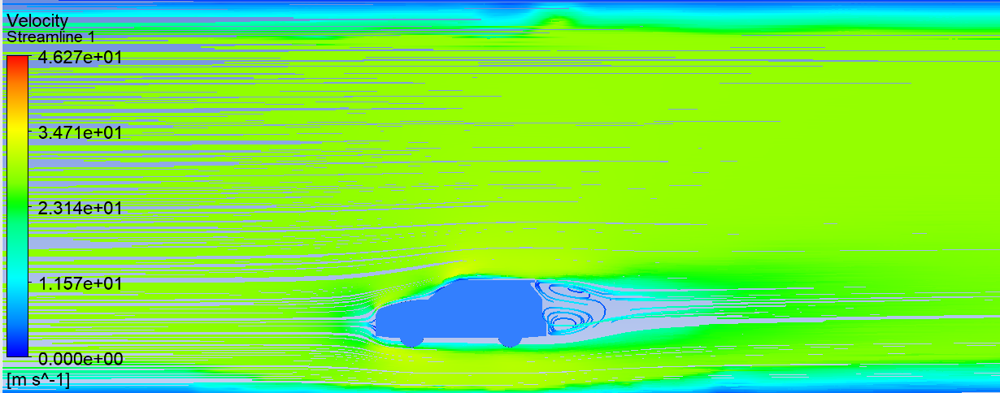 Velocity
Streamline 1
4.627e+01
3.471e+01
2.314e+01
1.157e+01
0.000e+00
[m s^-1]